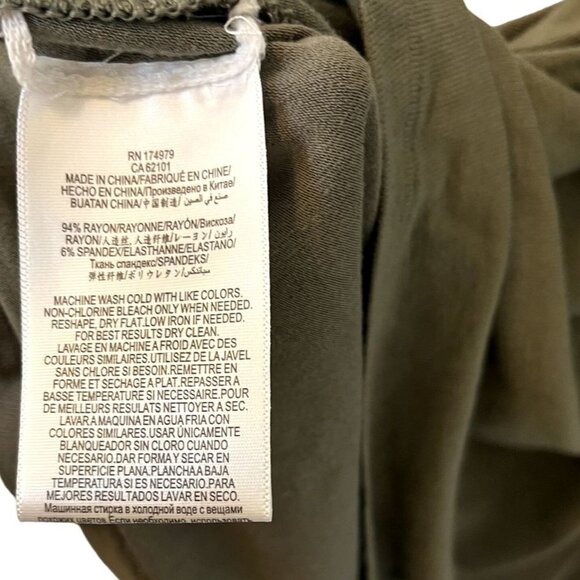 RN 174979
CA 62101
MADE IN CHINA/FABRIQUÉ EN CHINE/
HECHO EN CHINA/Произведено в Китае/
BUATAN CHINA/中国制造/ صنع في الصين
94% RAYON/RAYONNE/RAYÓN/Вискоза/
RAYON/人造丝,人造纤维/レーヨン/ رايون
6% SPANDEX/ELASTHANNE/ELASTANO/
Ткань спандекс/SPANDEKS/
弹性纤维/ポリウレタン/ سباندكس
MACHINE WASH COLD WITH LIKE COLORS.
NON-CHLORINE BLEACH ONLY WHEN NEEDED.
RESHAPE, DRY FLAT.LOW IRON IF NEEDED.
FOR BEST RESULTS DRY CLEAN.
LAVAGE EN MACHINE A FROID AVEC DES
COULEURS SIMILAIRES.UTILISEZ DE LA JAVEL
SANS CHLORE SI BESOIN.REMETTRE EN
FORME ET SECHAGE A PLAT.REPASSER A
BASSE TEMPERATURE SI NECESSAIRE.POUR
DE MEILLEURS RESULATS NETTOYER A SEC.
LAVAR.A MAQUINA EN AGUA FRIA CON
COLORES SIMILARES. USAR ÚNICAMENTE
BLANQUEADOR SIN CLORO CUANDO
NECESARIO. DAR FORMA Y SECAR EN
SUPERFICIE PLANA.PLANCHA A BAJA
TEMPERATURA SI ES NECESARIO.PARA
MEJORES RESULTADOS LAVAR EN SECO.
Машинная стирка в холодной воде с вещами
похожих цветов.Если необходимо, использовать